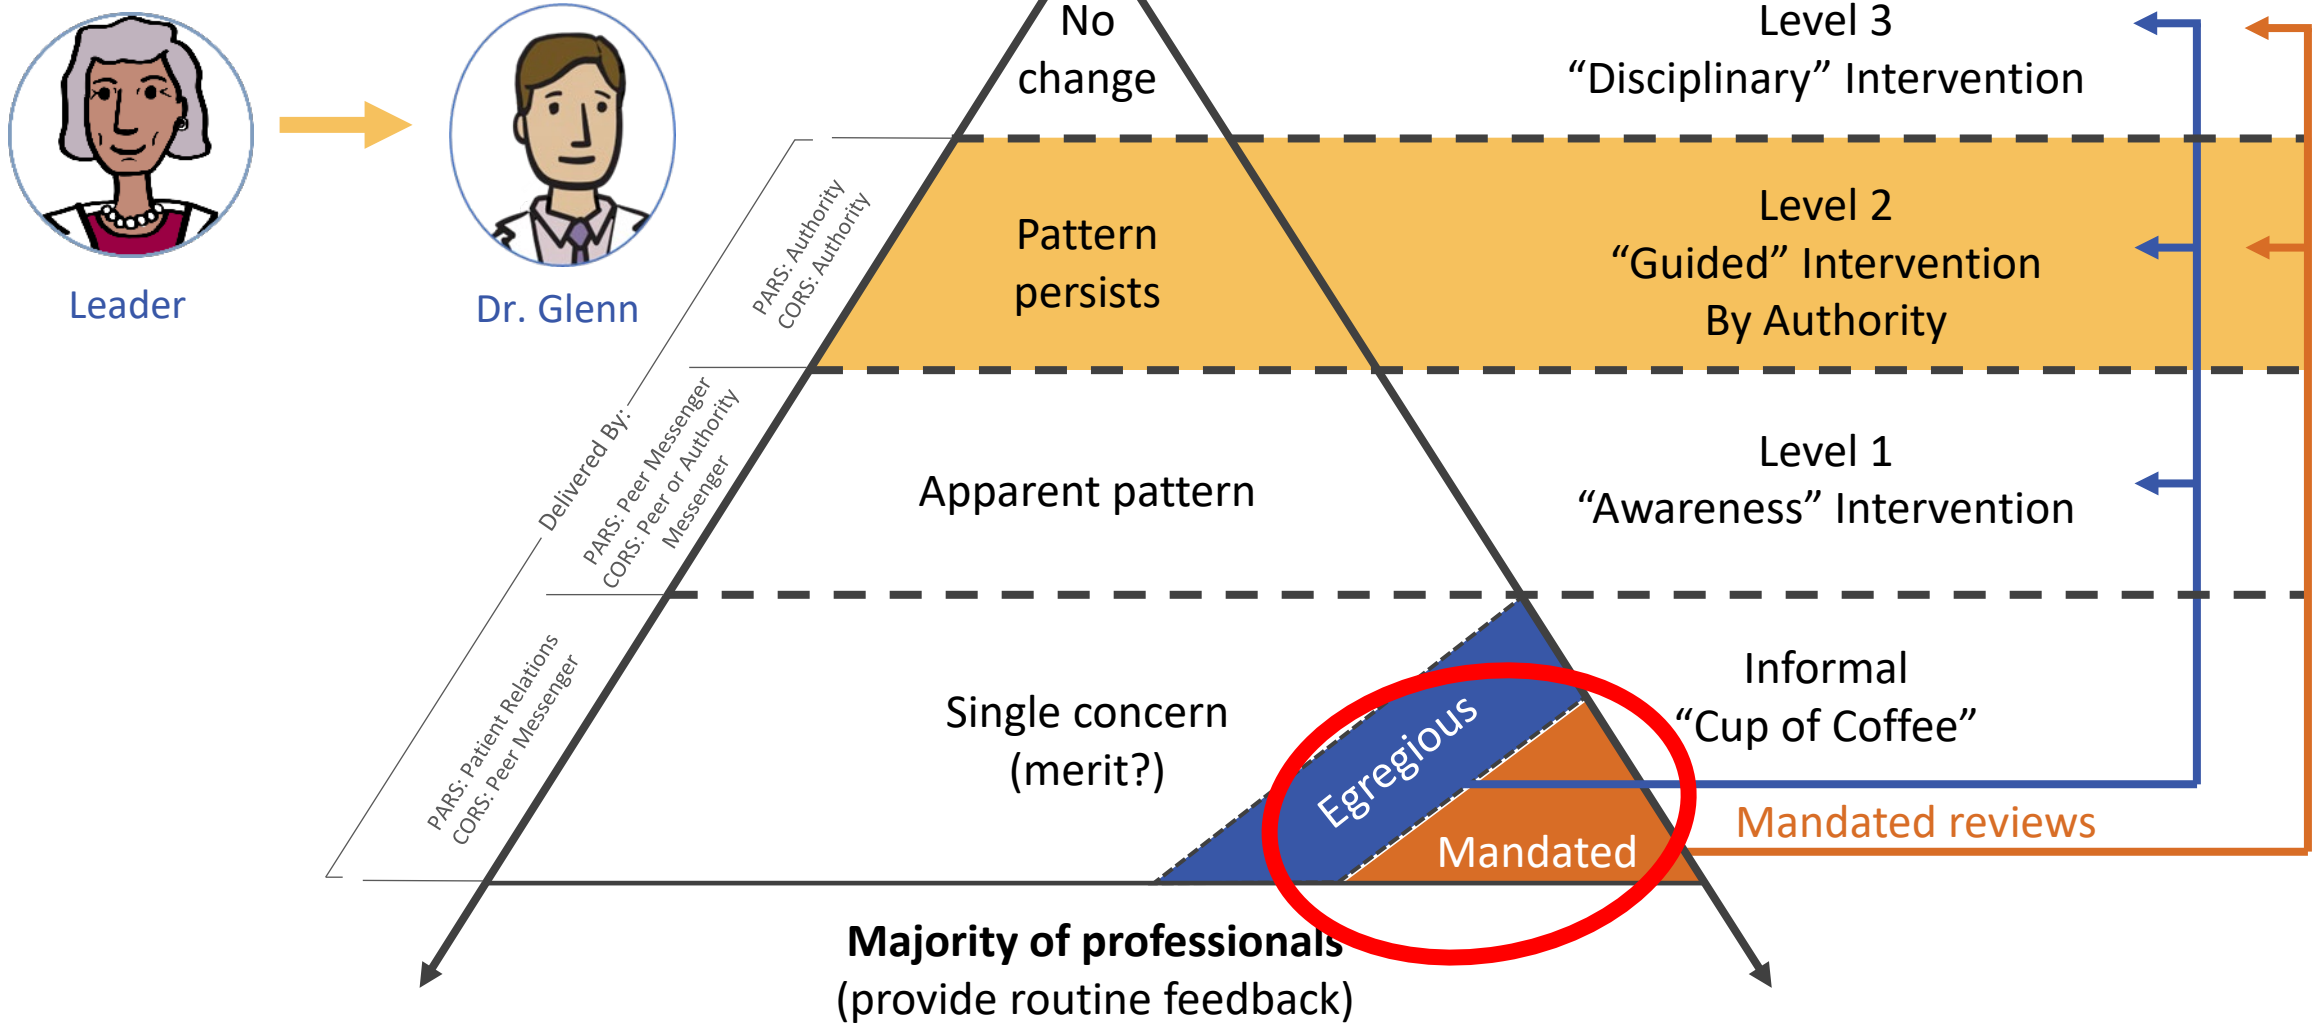 Leader
Dr. Glenn
No
change
Level 3
“Disciplinary” Intervention
Delivered By:
PARS: Authority
CORS: Authority
Pattern
persists
Level 2
“Guided” Intervention
By Authority
PARS: Peer Messenger
CORS: Peer or Authority
Messenger
Apparent pattern
Level 1
“Awareness” Intervention
PARS: Patient Relations
CORS: Peer Messenger
Single concern
(merit?)
Egregious
Mandated
Informal
“Cup of Coffee”
Mandated reviews
Majority of professionals
(provide routine feedback)